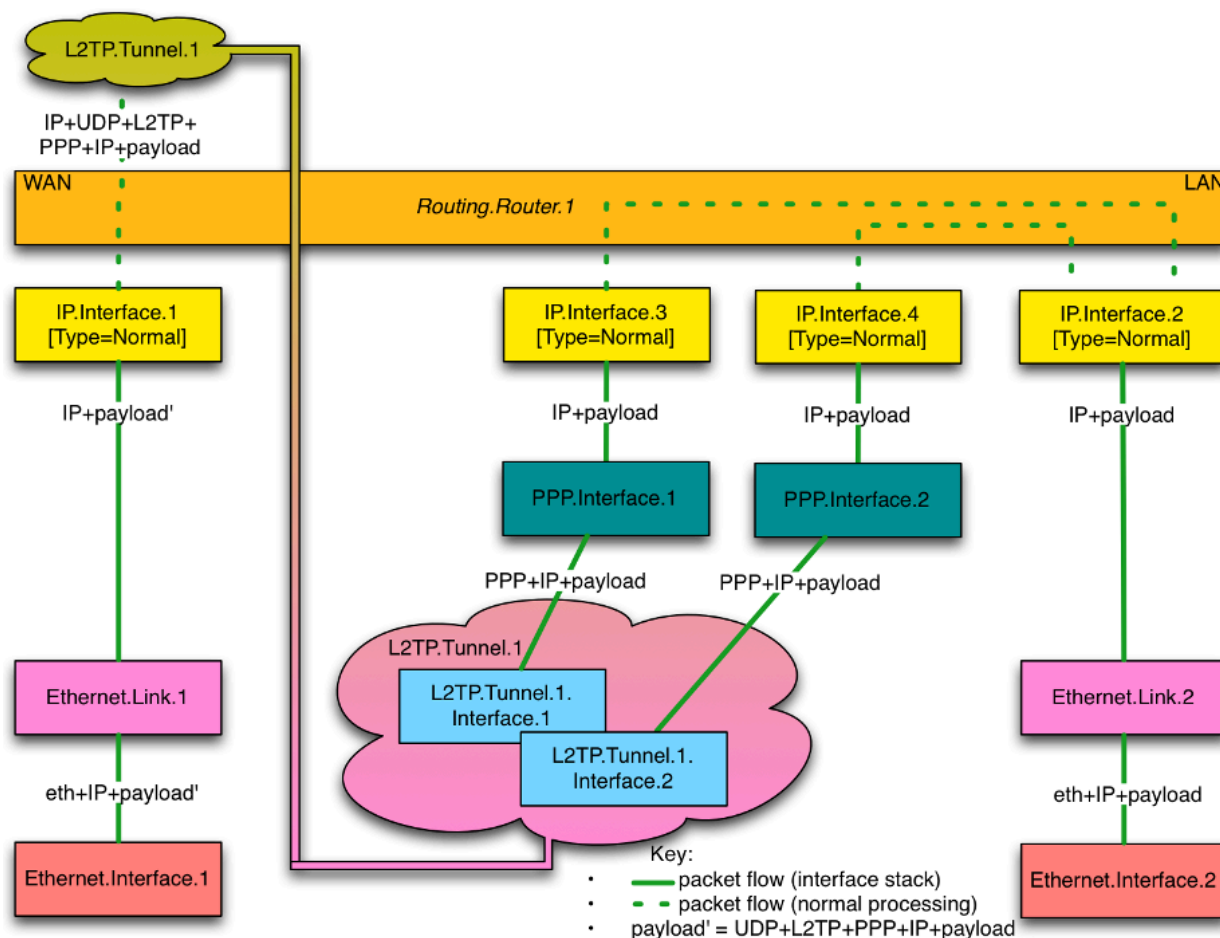 L2TP.Tunnel.1
IP+UDP+L2TP+
PPP+IP+payload
WAN
LAN
Routing.Router.1
IP.Interface.1
[Type=Normal]
IP.Interface.3
[Type=Normal]
IP.Interface.4
[Type=Normal]
IP.Interface.2
[Type=Normal]
IP+payload'
IP+payload
IP+payload
IP+payload
PPP.Interface.1
PPP.Interface.2
PPP+IP+payload
PPP+IP+payload
L2TP.Tunnel.1
L2TP.Tunnel.1.
Interface.1
L2TP.Tunnel.1.
Interface.2
Ethernet.Link.1
Ethernet.Link.2
eth+IP+payload'
eth+IP+payload
Ethernet.Interface.1
Ethernet.Interface.2
Key:
• packet flow (interface stack)
• packet flow (normal processing)
• payload' = UDP+L2TP+PPP+IP+payload